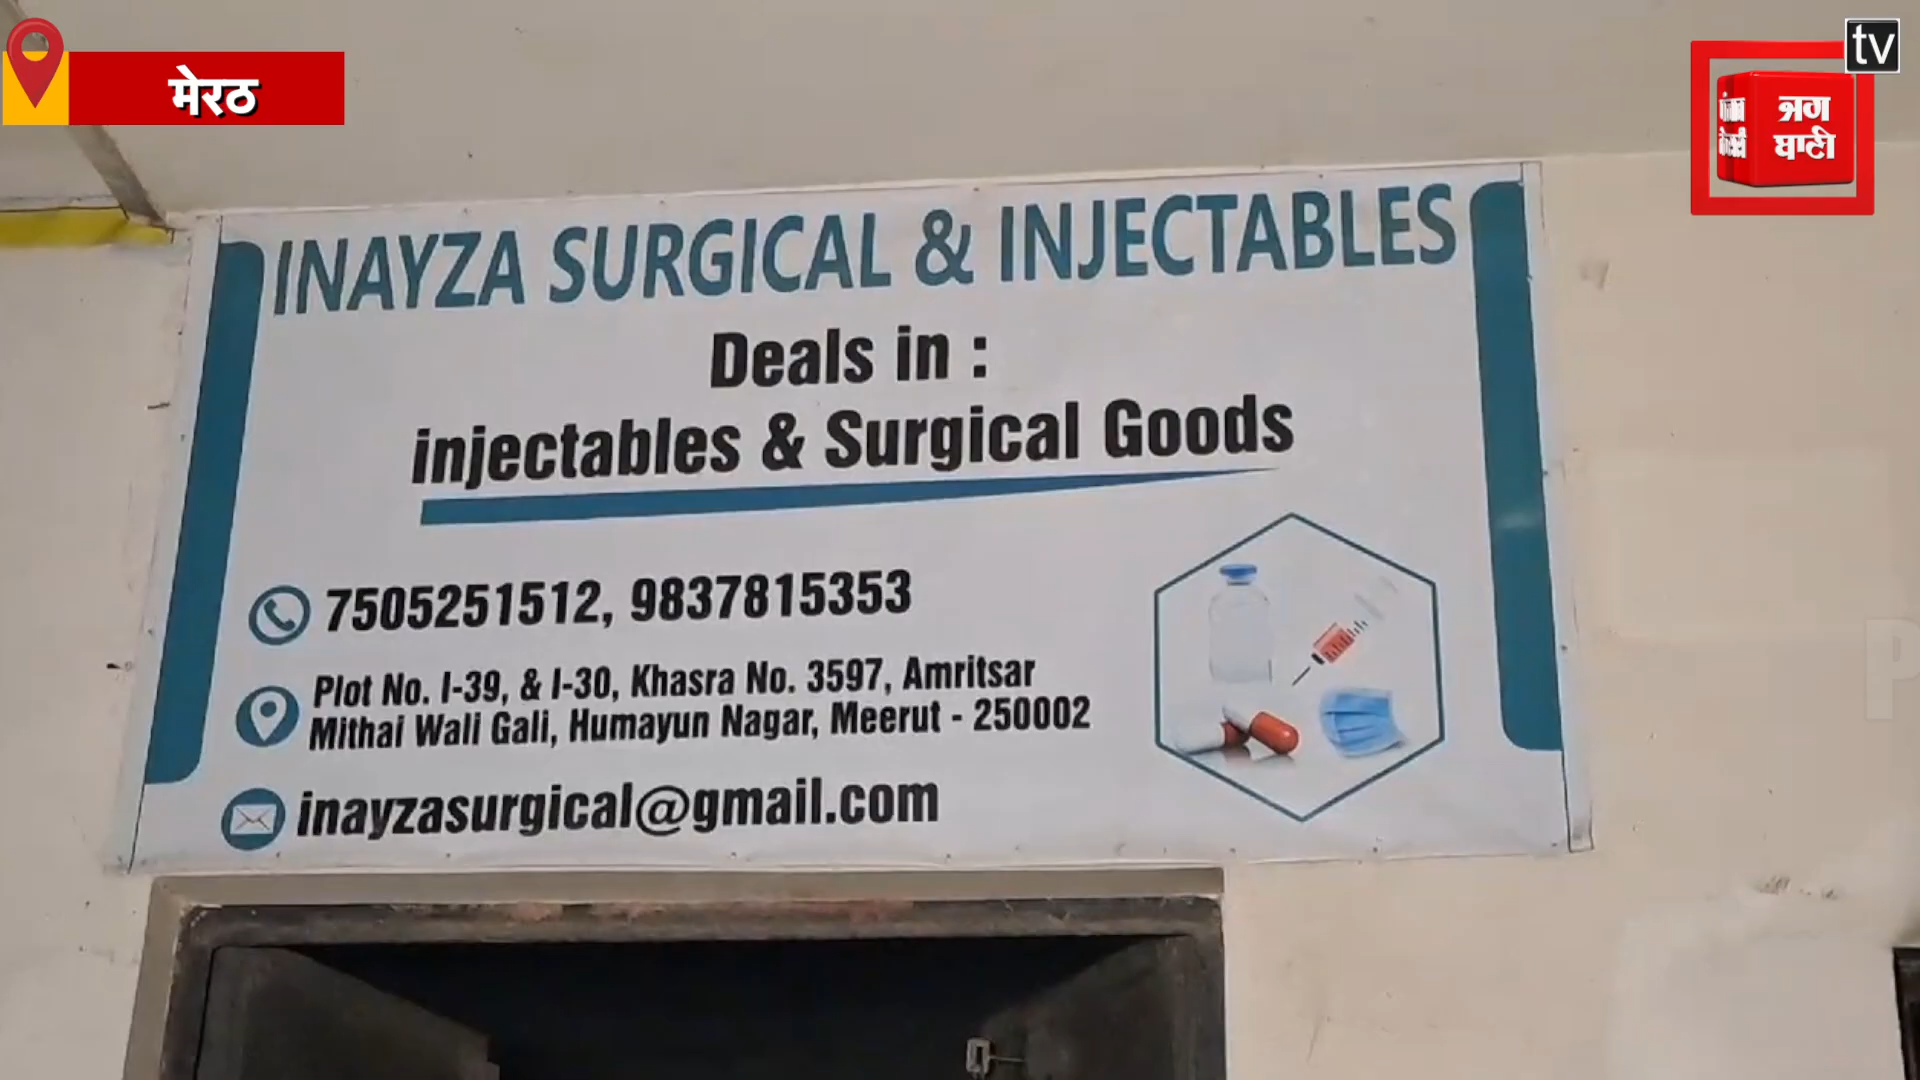 मेरठ
tv
ਜਗ
ਬਾਣੀ
INAYZA SURGICAL & INJECTABLES
Deals in :
injectables & Surgical Goods
7505251512, 9837815353
Plot No. I-39, & I-30, Khasra No. 3597, Amritsar
Mithai Wali Gali, Humayun Nagar, Meerut - 250002
inayzasurgical@gmail.com